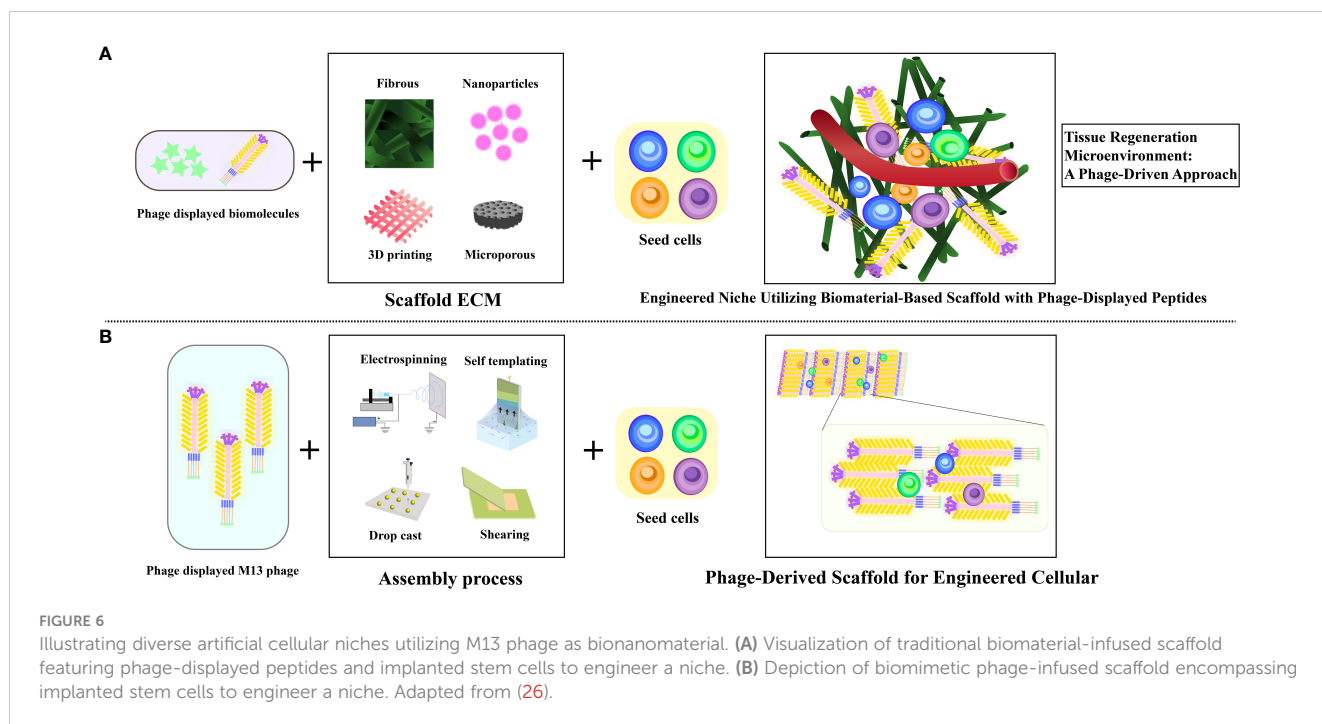 A
Fibrous
Nanoparticles
3D printing
Microporous
Phage displayed biomolecules
+
Scaffold ECM
+
Seed cells
Engineered Niche Utilizing Biomaterial-Based Scaffold with Phage-Displayed Peptides
Tissue Regeneration
Microenvironment:
A Phage-Driven Approach
B
Electrospinning
Self templating
Drop cast
Shearing
Phage displayed M13 phage
+
Assembly process
+
Seed cells
Phage-Derived Scaffold for Engineered Cellular
FIGURE 6
Illustrating diverse artificial cellular niches utilizing M13 phage as bionanomaterial. (A) Visualization of traditional biomaterial-infused scaffold
featuring phage-displayed peptides and implanted stem cells to engineer a niche. (B) Depiction of biomimetic phage-infused scaffold encompassing
implanted stem cells to engineer a niche. Adapted from (26).